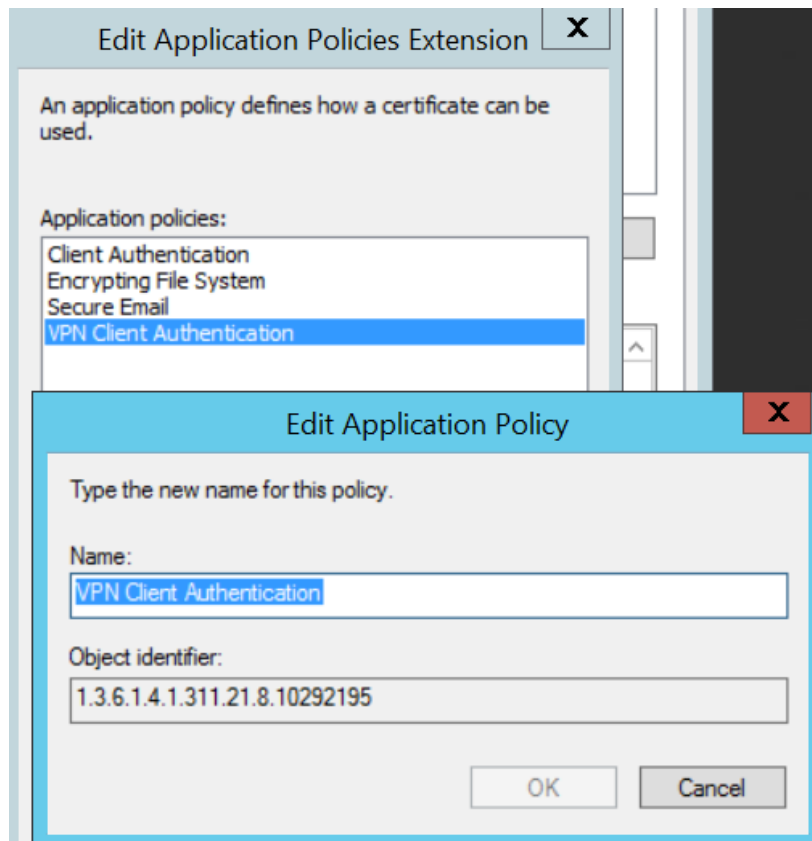 Edit Application Policies Extension
X
An application policy defines how a certificate can be
used.
Application policies:
Client Authentication
Encrypting File System
Secure Email
VPN Client Authentication
Edit Application Policy
X
Type the new name for this policy.
Name:
VPN Client Authentication
Object identifier:
1.3.6.1.4.1.311.21.8.10292195
OK
Cancel